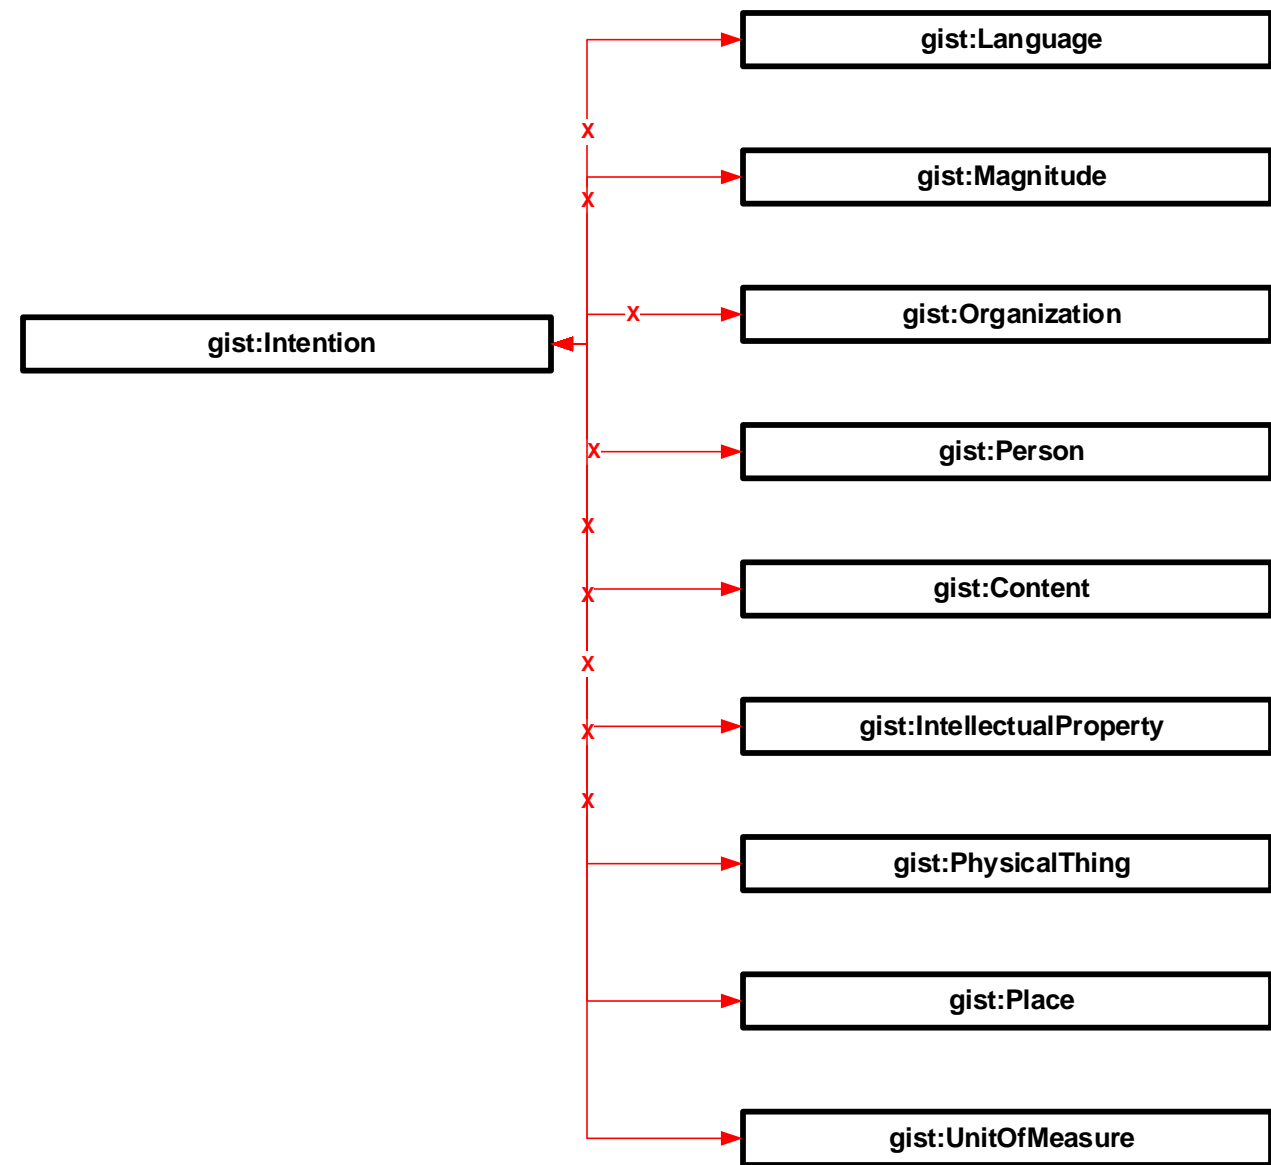 gist:Language
X
gist:Magnitude
X
gist:Organization
X
gist:Intention
gist:Person
X
X
gist:Content
X
X
gist:IntellectualProperty
X
X
gist:PhysicalThing
gist:Place
gist:UnitOfMeasure